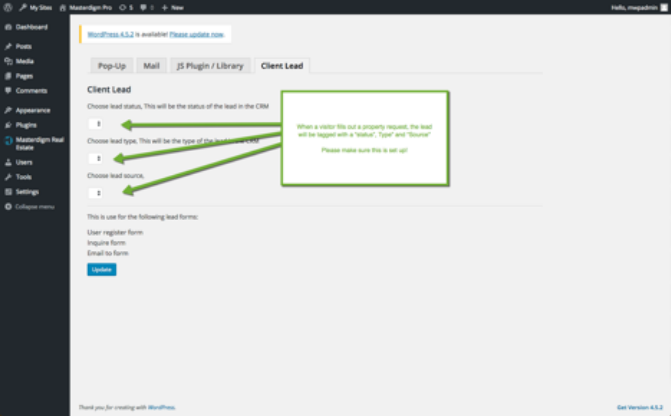 My Sites Masterdigm Pro 5 0 New Hello, mwpadmin
Dashboard
Posts
Media
Pages
Comments
Appearance
Plugins
Masterdigm Real
Estate
Users
Tools
Settings
Collapse menu
WordPress 4.5.2 is available! Please update now.
Pop-Up Mail JS Plugin / Library Client Lead
Client Lead
Choose lead status, This will be the status of the lead in the CRM
Choose lead type, This will be the type of the lead CRM
Choose lead source,
When a visitor fills out a property request, the lead
will be tagged with a "status", Type" and "Source"
Please make sure this is set up!
This is use for the following lead forms:
User register form
Inquire form
Email to form
Update
Thank you for creating with WordPress.
Get Version 4.5.2